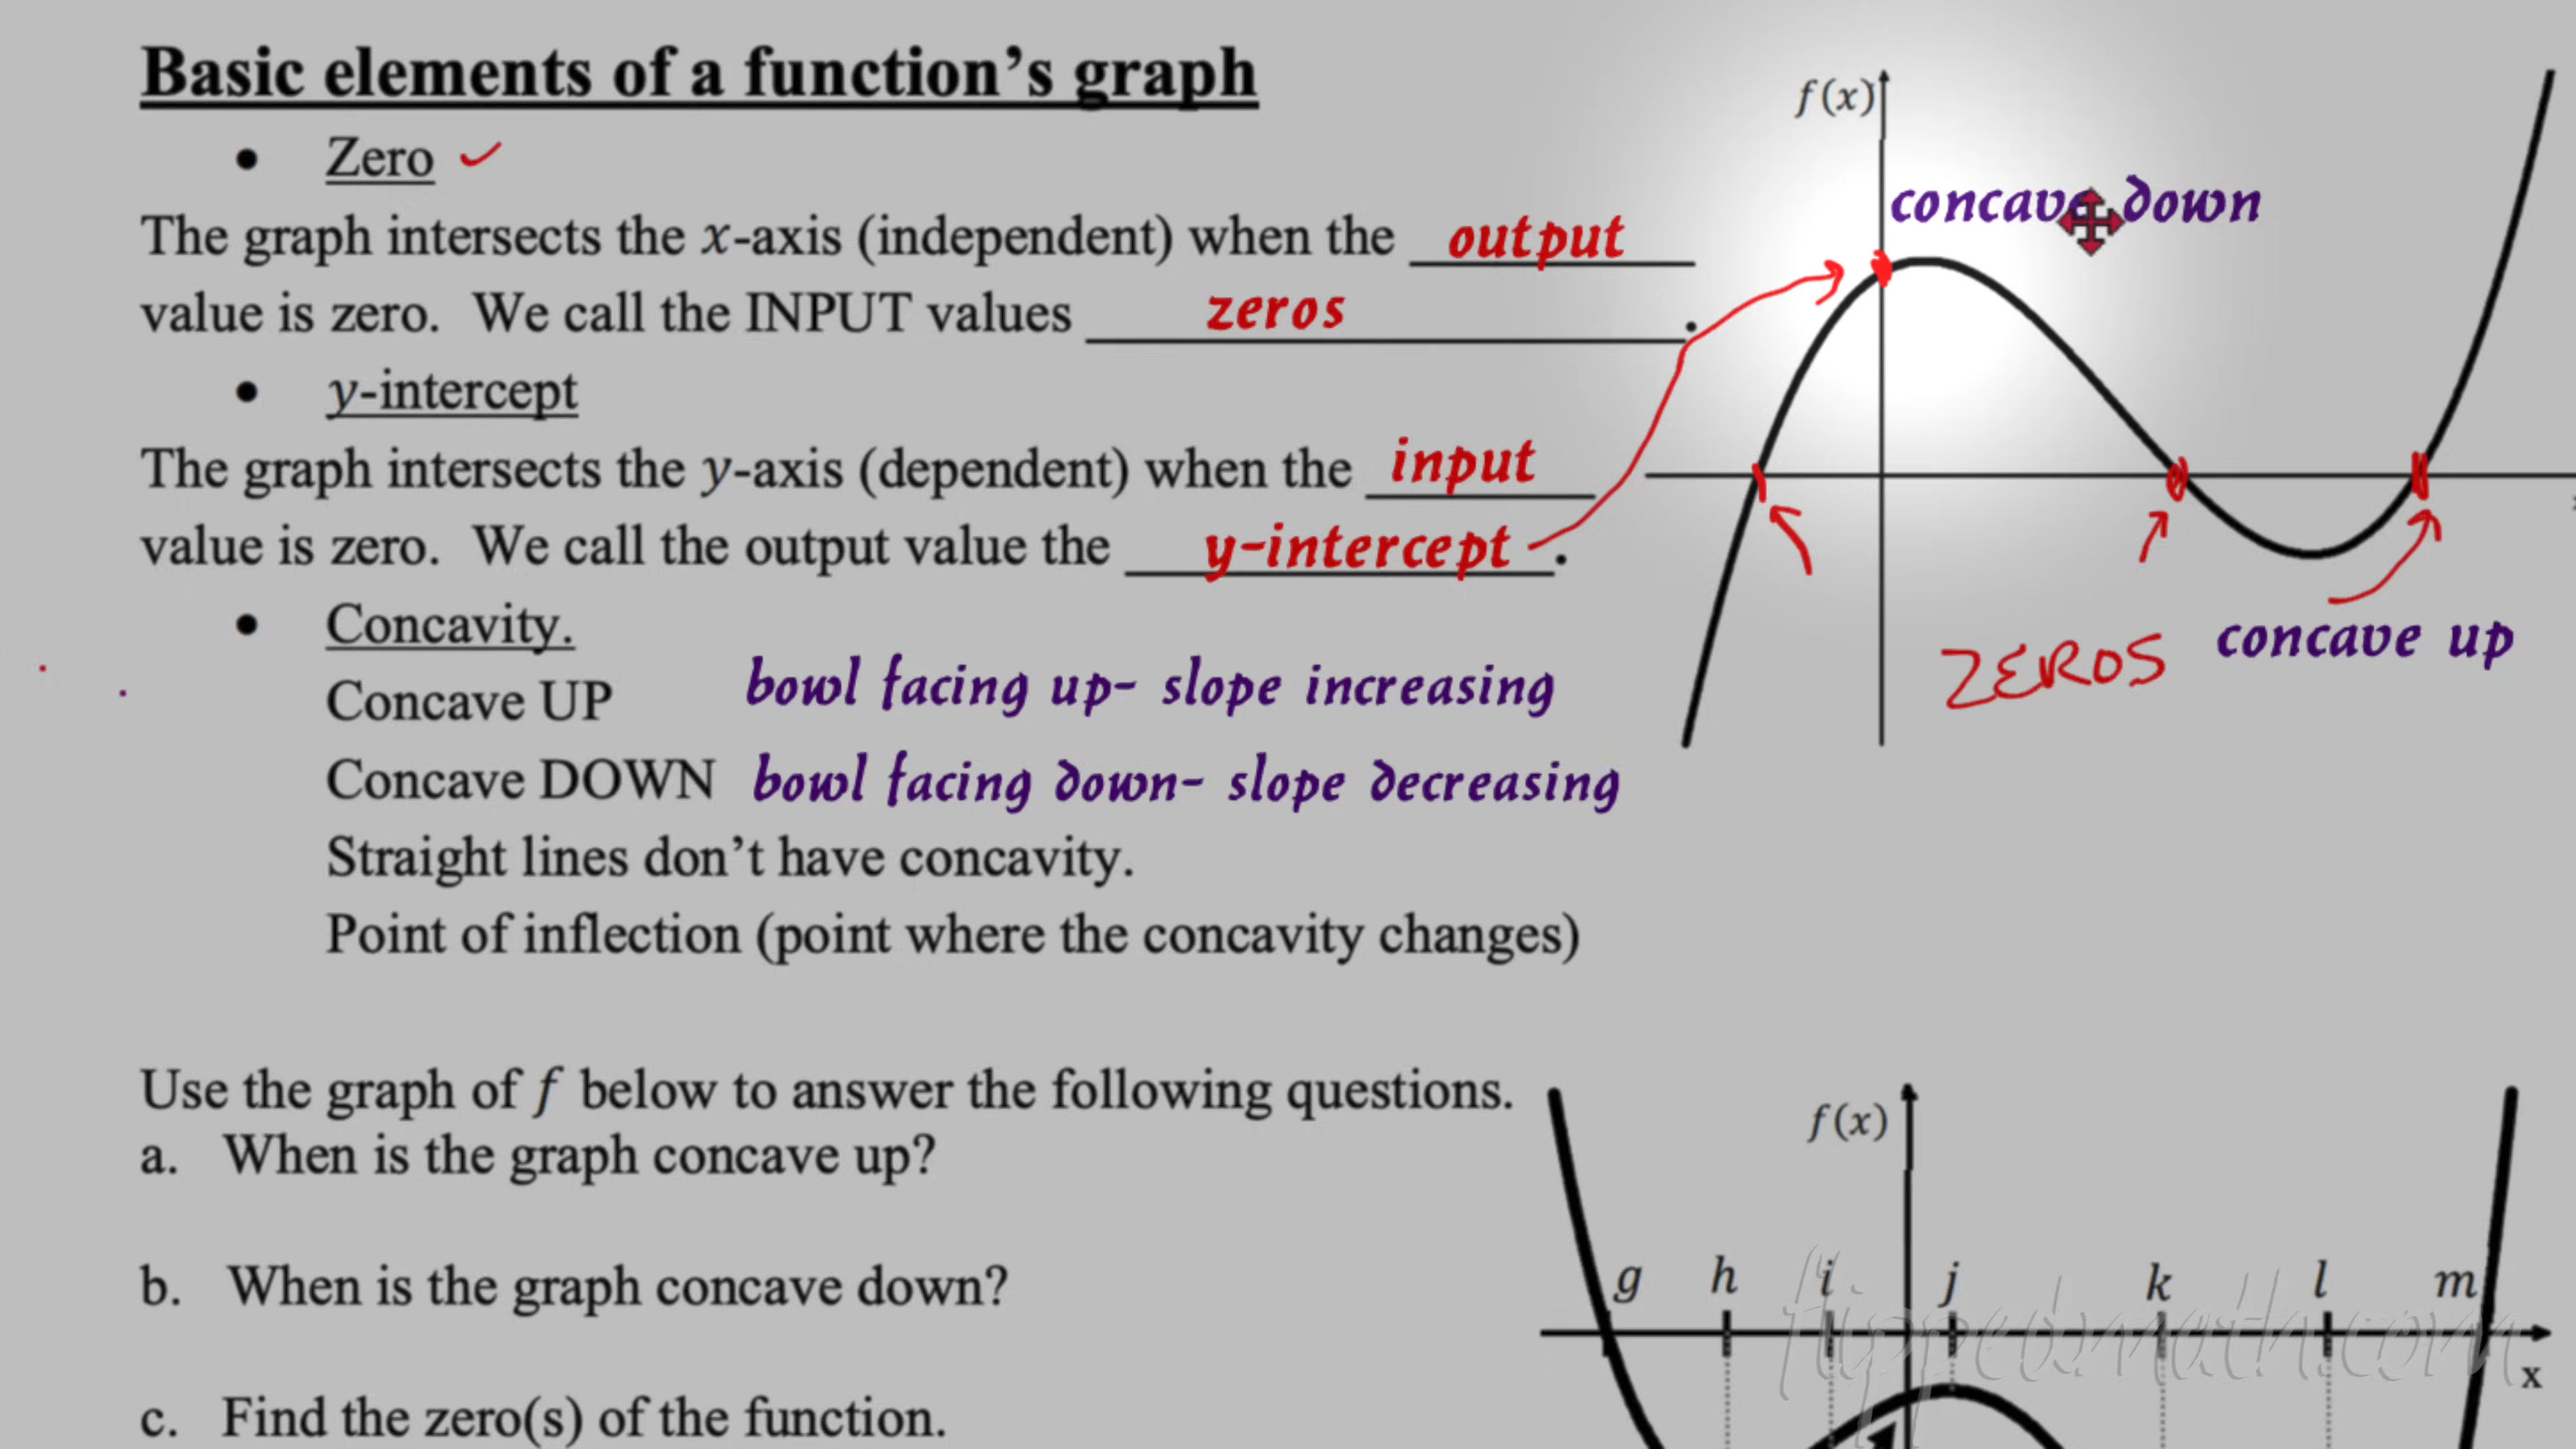 Basic elements of a function’s graph
• Zero ✓
The graph intersects the x-axis (independent) when the output
value is zero. We call the INPUT values zeros.
• y-intercept
The graph intersects the y-axis (dependent) when the input
value is zero. We call the output value the y-intercept.
• Concavity.
Concave UP bowl facing up- slope increasing
Concave DOWN bowl facing down- slope decreasing
Straight lines don’t have concavity.
Point of inflection (point where the concavity changes)
f(x)
concave down
ZEROS
concave up
Use the graph of f below to answer the following questions.
a. When is the graph concave up?
b. When is the graph concave down?
c. Find the zero(s) of the function.
f(x)
g h i j k l m
x
flippedmath.com